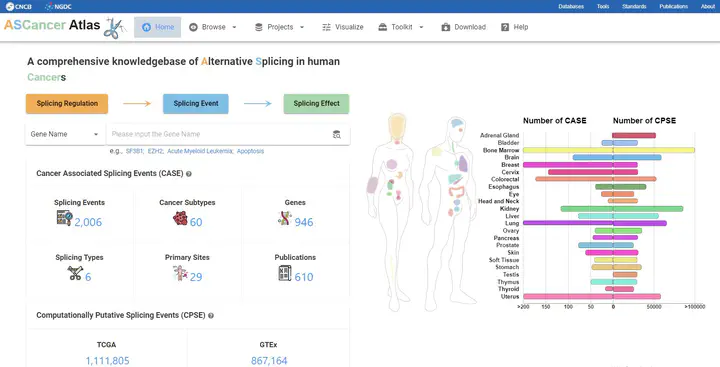 CNCB NGDC Databases Tools Standards Publications About
ASCancer Atlas Home Browse Projects Visualize Toolkit Download Help
A comprehensive knowledgebase of Alternative Splicing in human
Cancers
Splicing Regulation Splicing Event Splicing Effect
Gene Name Please input the Gene Name
e.g., SF3B1; EZH2; Acute Myeloid Leukemia; Apoptosis
Cancer Associated Splicing Events (CASE)
Splicing Events Cancer Subtypes Genes
2,006 60 946
Splicing Types Primary Sites Publications
6 29 610
Computationally Putative Splicing Events (CPSE)
TCGA GTEx
1,111,805 867,164
Number of CASE Number of CPSE
Adrenal Gland
Bladder
Bone Marrow
Brain
Breast
Cervix
Colorectal
Esophagus
Eye
Head and Neck
Kidney
Liver
Lung
Ovary
Pancreas
Prostate
Skin
Soft Tissue
Stomach
Testis
Thymus
Thyroid
Uterus
>200 150 100 50 0 50000 >100000